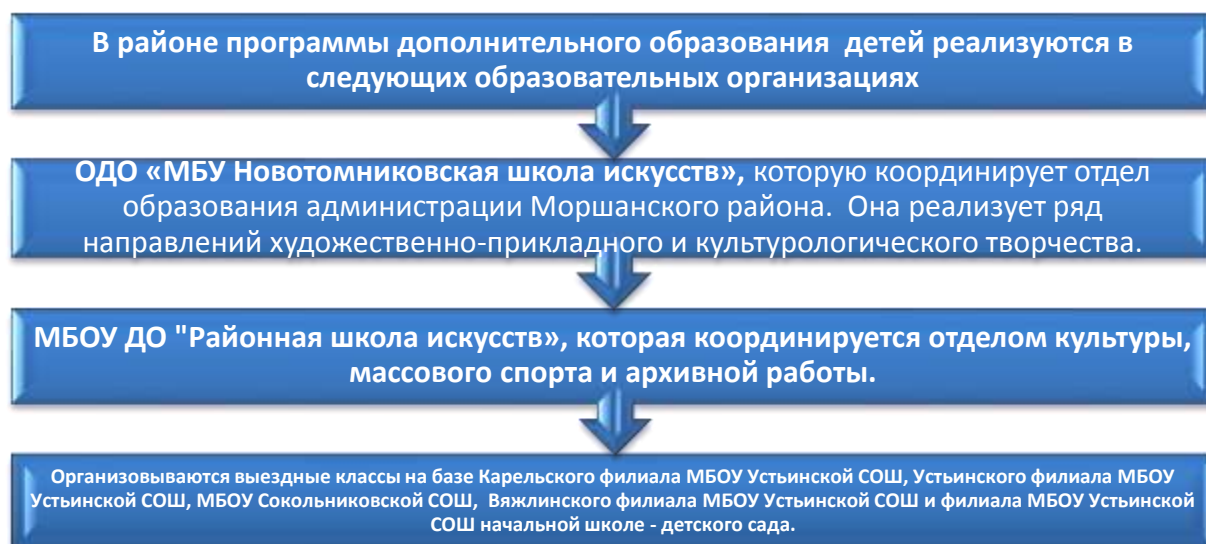 В районе программы дополнительного образования детей реализуются в
следующих образовательных организациях
ОДО «МБУ Новотомниковская школа искусств», которую координирует отдел
образования администрации Моршанского района. Она реализует ряд
направлений художественно-прикладного и культурологического творчества.
МБОУ ДО "Районная школа искусств», которая координируется отделом культуры,
массового спорта и архивной работы.
Организовываются выездные классы на базе Карельского филиала МБОУ Устьинской СОШ, Устьинского филиала МБОУ
Устьинской СОШ, МБОУ Сокольниковской СОШ, Вяжлинского филиала МБОУ Устьинской СОШ и филиала МБОУ Устьинской
СОШ начальной школе - детского сада.